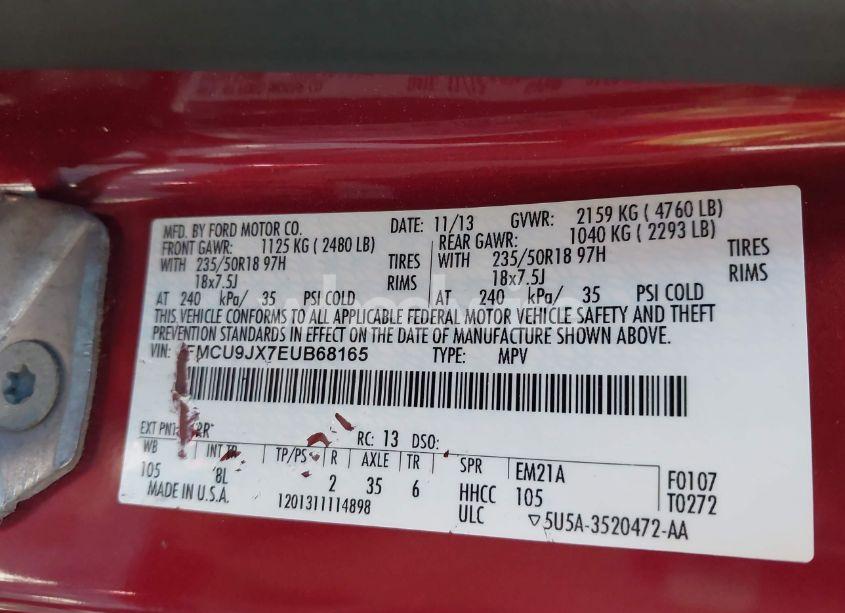 MFD. BY FORD MOTOR CO. DATE: 11/13 GVWR: 2159 KG ( 4760 LB)
FRONT GAWR: 1125 KG ( 2480 LB) REAR GAWR: 1040 KG ( 2293 LB)
WITH 235/50R18 97H TIRES WITH 235/50R18 97H TIRES
18x7.5J RIMS 18x7.5J RIMS
AT 240 kPa/ 35 PSI COLD AT 240 kPa/ 35 PSI COLD
THIS VEHICLE CONFORMS TO ALL APPLICABLE FEDERAL MOTOR VEHICLE SAFETY AND THEFT
PREVENTION STANDARDS IN EFFECT ON THE DATE OF MANUFACTURE SHOWN ABOVE.
VIN: FMCU9JX7EUB68165 TYPE: MPV
EXT PNT: RC: 13 DSO:
WB INT TR TP/PS R AXLE TR SPR EM21A F0107
105 8L 2 35 6 HHCC 105 T0272
MADE IN U.S.A. 1201311114898 ULC ▽5U5A-3520472-AA